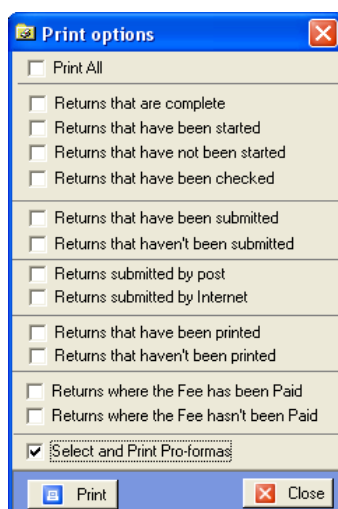 Print options
Print All
Returns that are complete
Returns that have been started
Returns that have not been started
Returns that have been checked
Returns that have been submitted
Returns that haven't been submitted
Returns submitted by post
Returns submitted by Internet
Returns that have been printed
Returns that haven't been printed
Returns where the Fee has been Paid
Returns where the Fee hasn't been Paid
Select and Print Pro-formas
Print Close